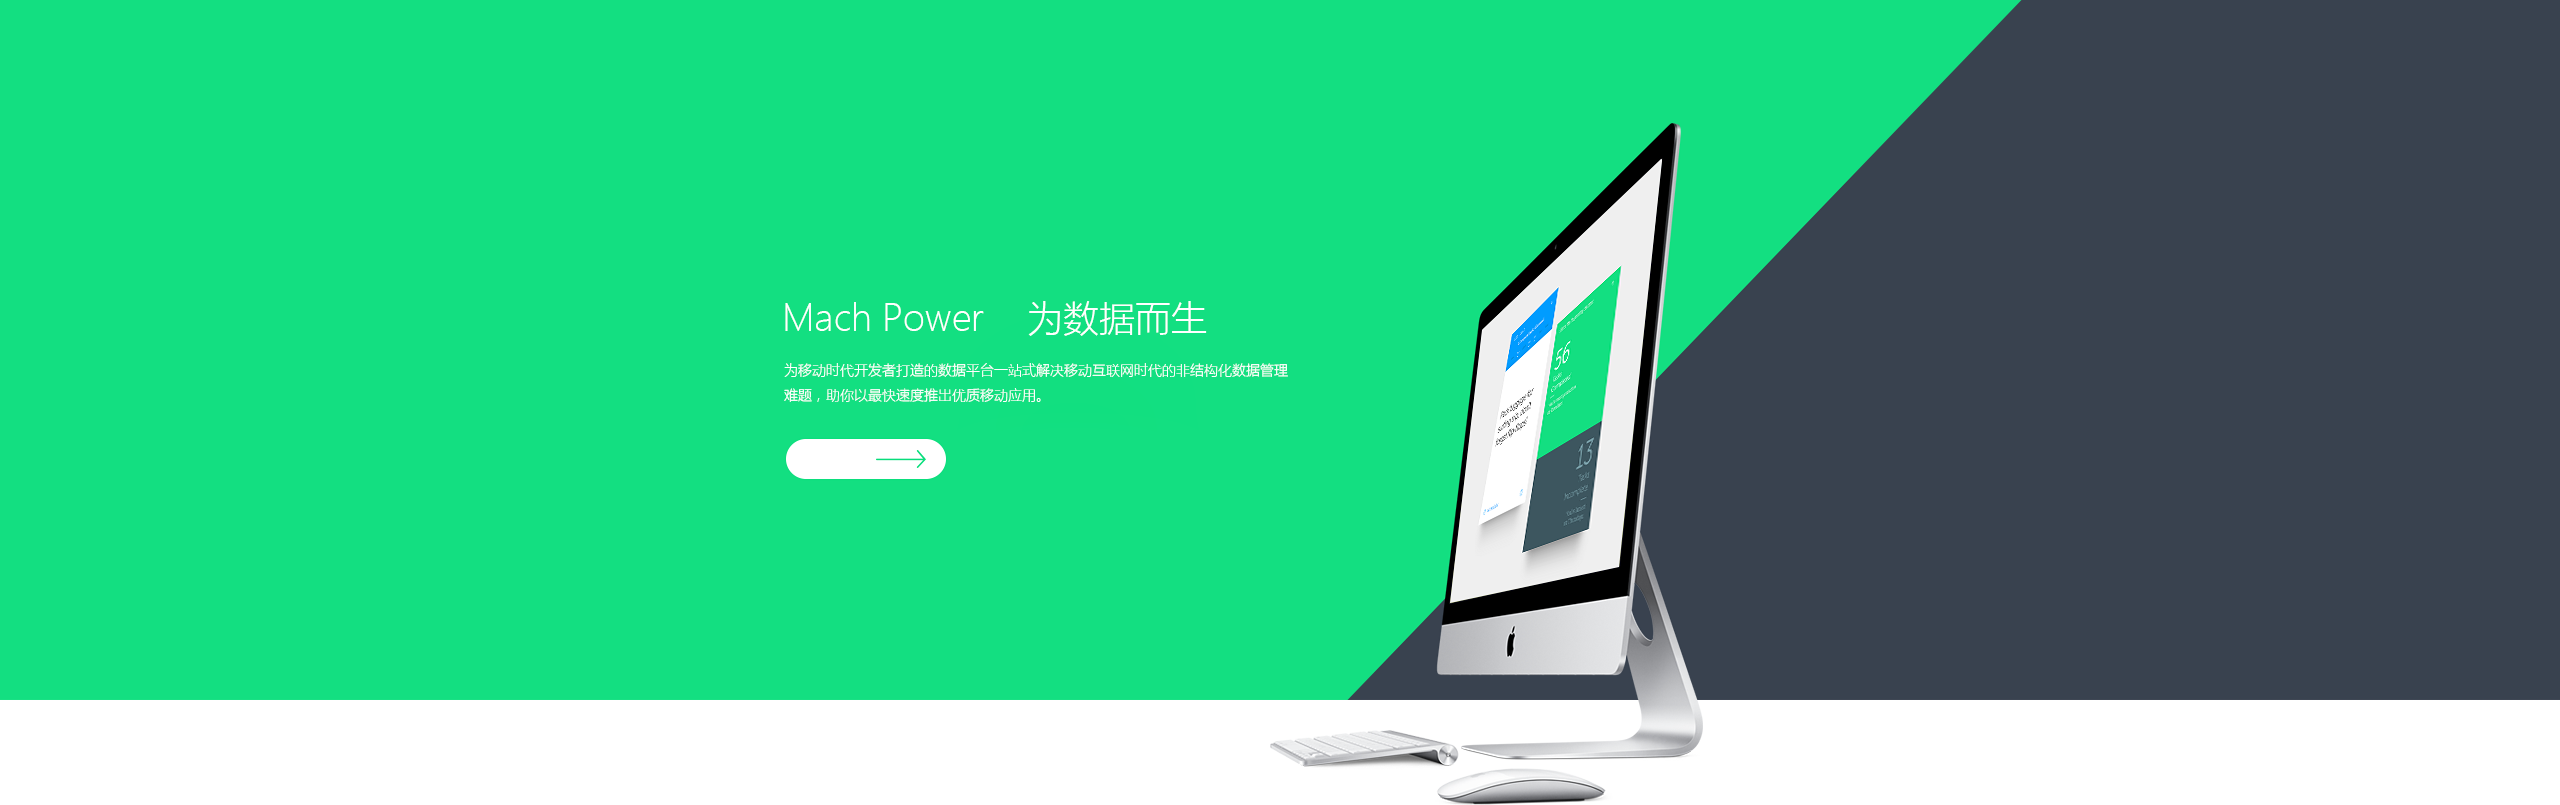 Mach Power 为数据而生
为移动时代开发者打造的数据平台一站式解决移动互联网时代的非结构化数据管理
难题，助你以最快速度推出优质移动应用。
56
13